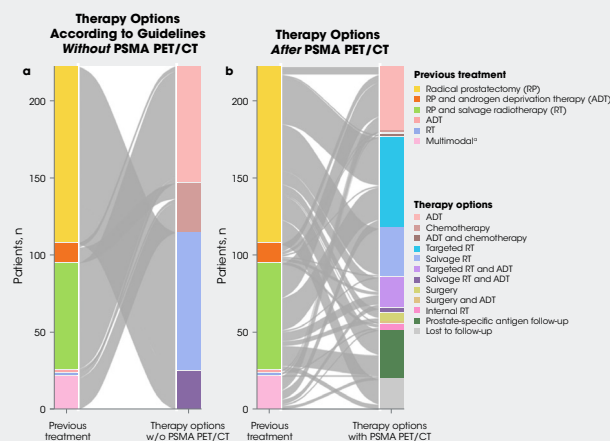 Therapy Options
According to Guidelines
Without PSMA PET/CT
Therapy Options
After PSMA PET/CT
a
b
Patients, n
200
150
100
50
0
Previous
treatment
Therapy options
w/o PSMA PET/CT
Patients, n
200
150
100
50
0
Previous
treatment
Therapy options
with PSMA PET/CT
Previous treatment
Radical prostatectomy (RP)
RP and androgen deprivation therapy (ADT)
RP and salvage radiotherapy (RT)
ADT
RT
Multimodalᵃ
Therapy options
ADT
Chemotherapy
ADT and chemotherapy
Targeted RT
Salvage RT
Targeted RT and ADT
Salvage RT and ADT
Surgery
Surgery and ADT
Internal RT
Prostate-specific antigen follow-up
Lost to follow-up